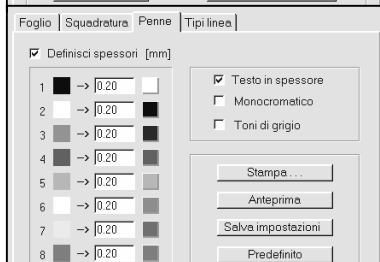 Foglio Squadratura Penne Tipi linea
Definisci spessori [mm]
1 --> 0.20
2 --> 0.20
3 --> 0.20
4 --> 0.20
5 --> 0.20
6 --> 0.20
7 --> 0.20
8 --> 0.20
Testo in spessore
Monocromatico
Toni di grigio
Stampa...
Anteprima
Salva impostazioni
Predefinito